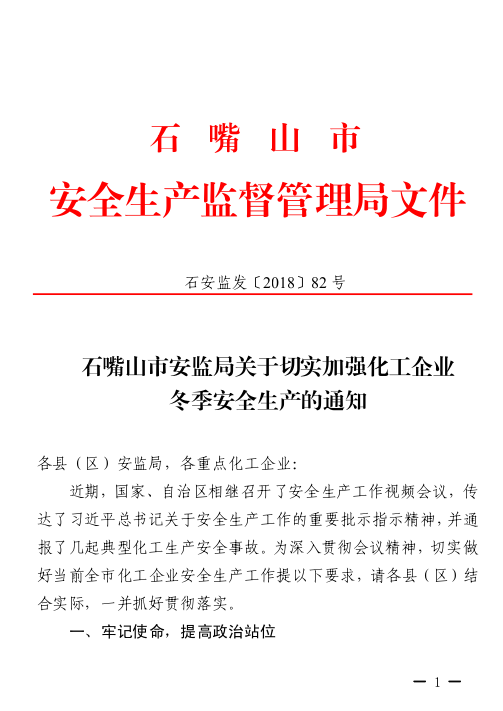 石嘴山市
安全生产监督管理局文件
石安监发〔2018〕82号
石嘴山市安监局关于切实加强化工企业
冬季安全生产的通知
各县（区）安监局，各重点化工企业：
近期，国家、自治区相继召开了安全生产工作视频会议，传
达了习近平总书记关于安全生产工作的重要批示指示精神，并通
报了几起典型化工生产安全事故。为深入贯彻会议精神，切实做
好当前全市化工企业安全生产工作提以下要求，请各县（区）结
合实际，一并抓好贯彻落实。
一、牢记使命，提高政治站位
— 1